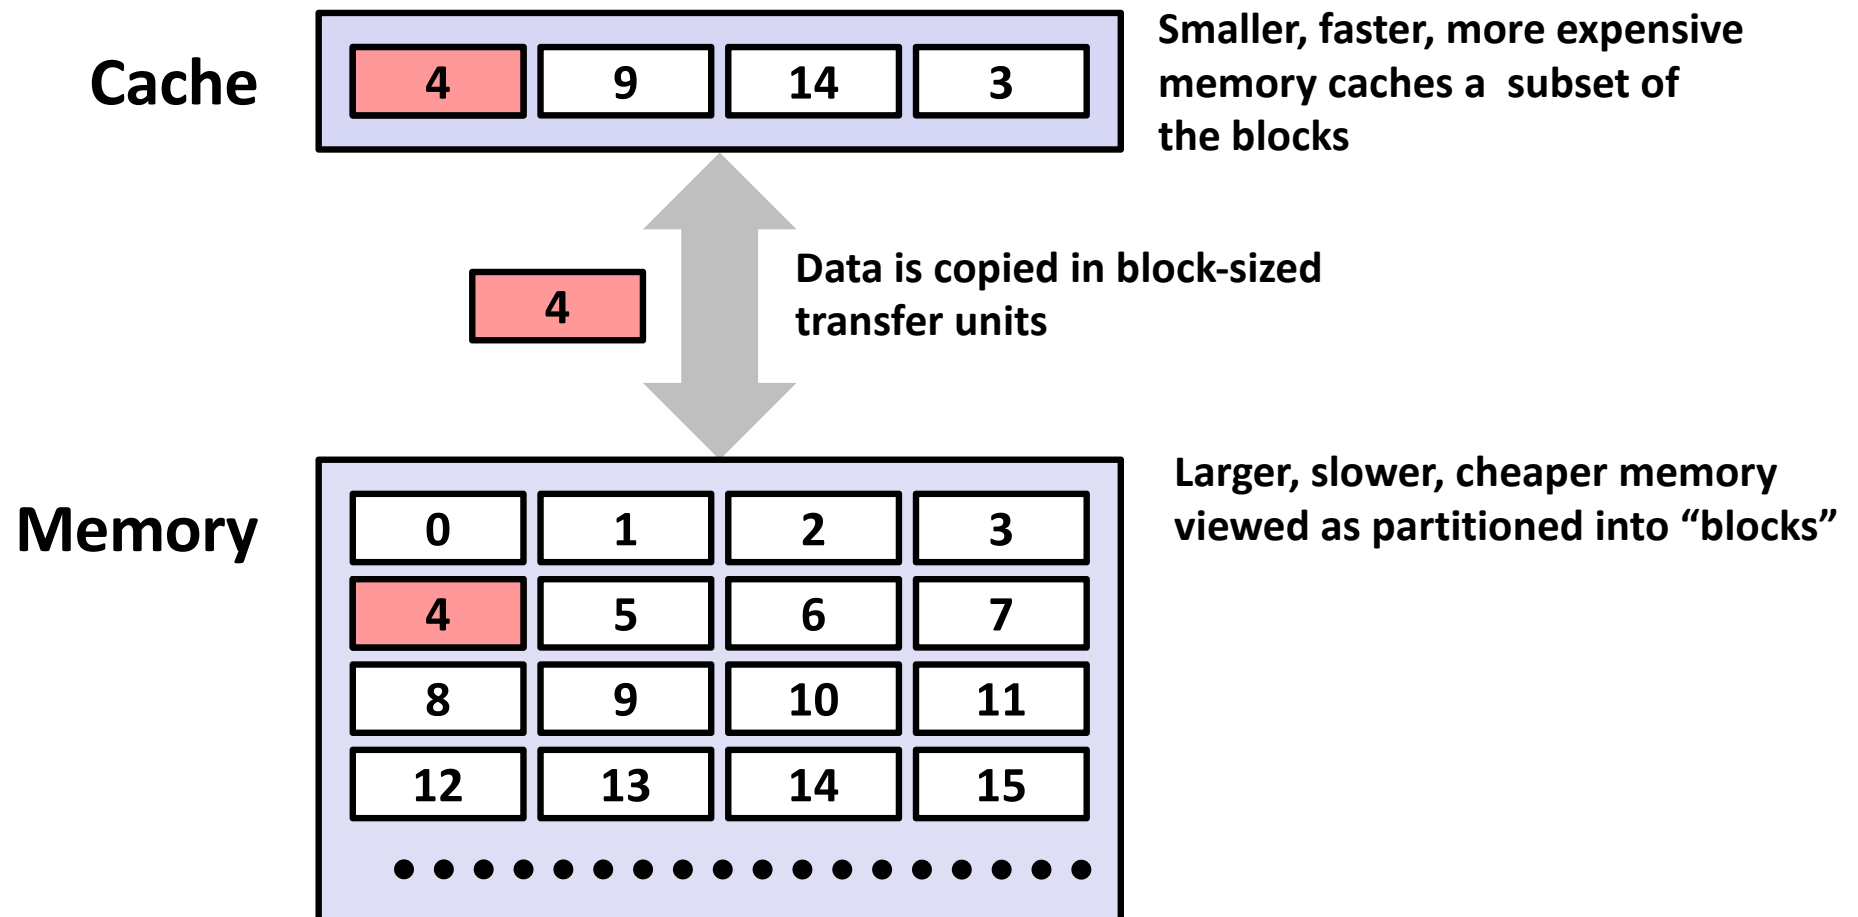 Cache
4 9 14 3
Smaller, faster, more expensive
memory caches a  subset of
the blocks
4
Data is copied in block-sized
transfer units
Memory
0 1 2 3
4 5 6 7
8 9 10 11
12 13 14 15
Larger, slower, cheaper memory
viewed as partitioned into “blocks”